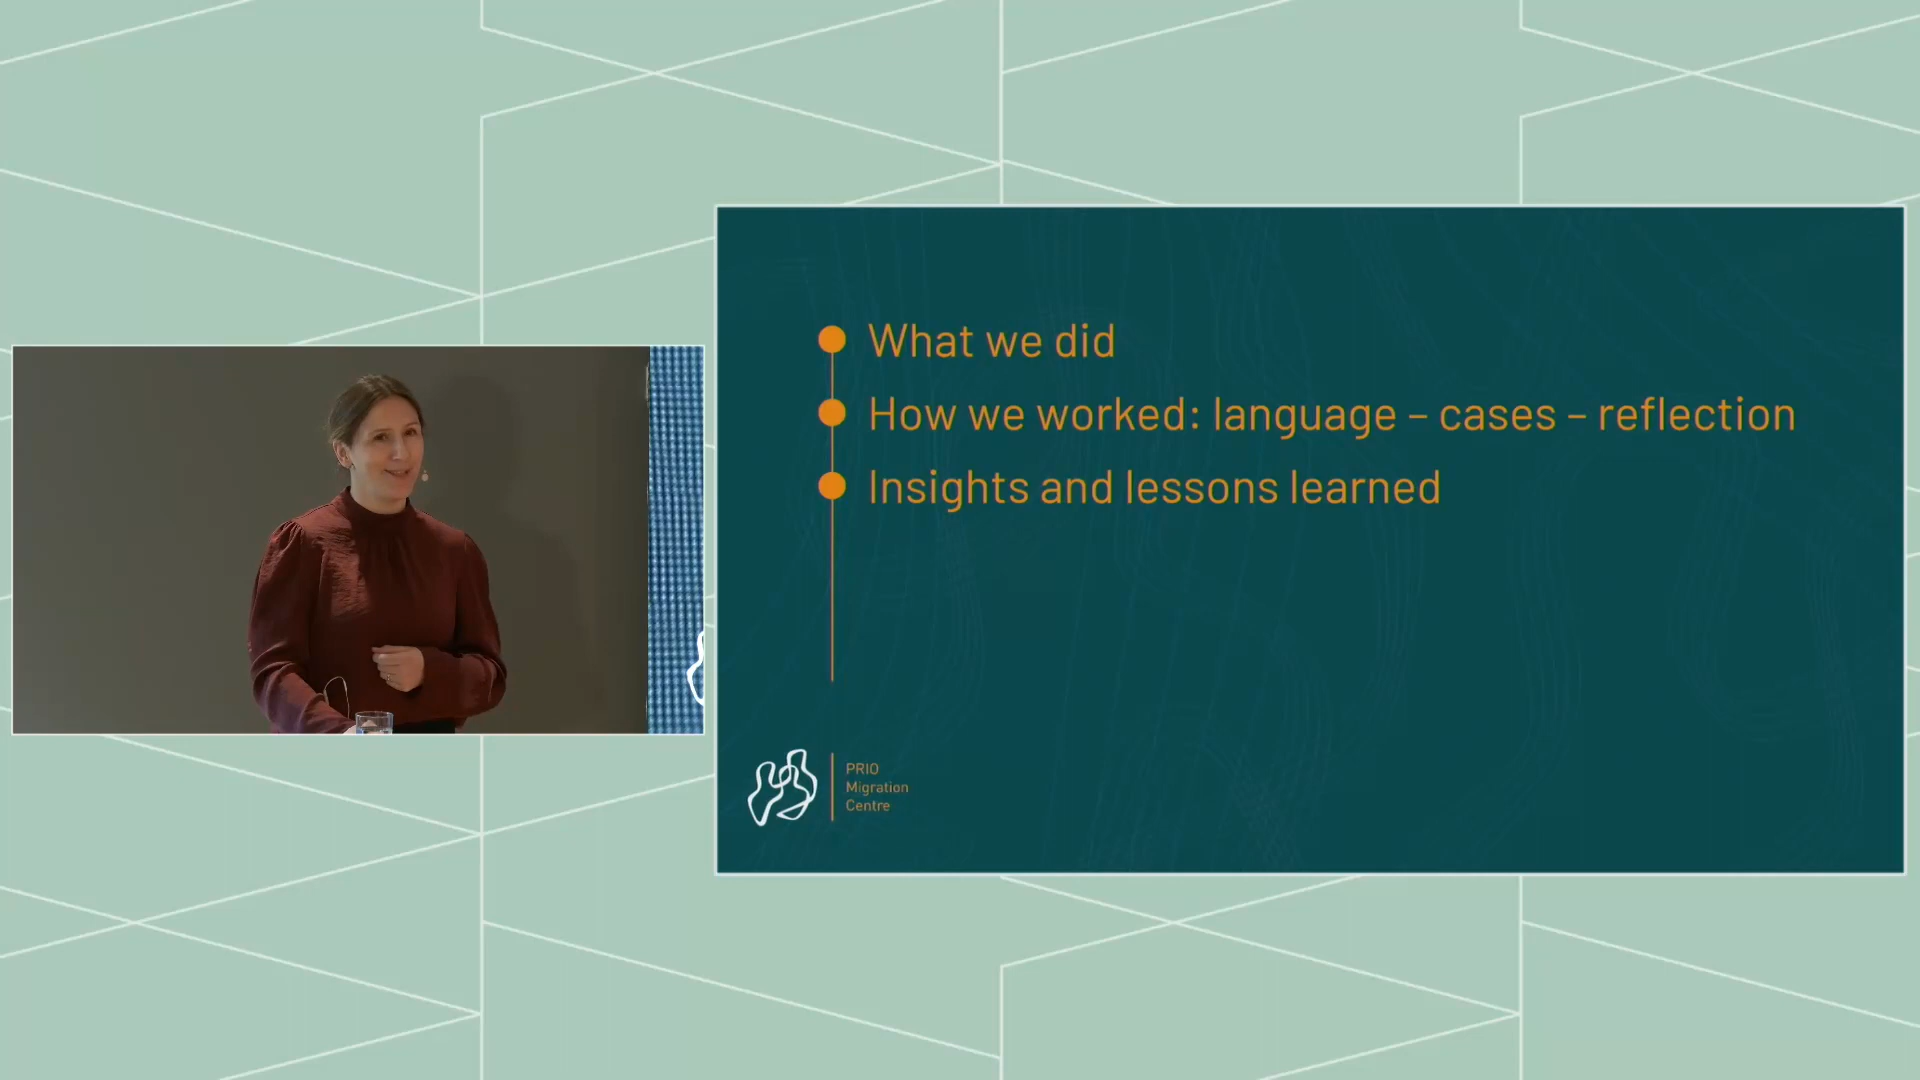 What we did
How we worked: language – cases – reflection
Insights and lessons learned
PRIO
Migration
Centre